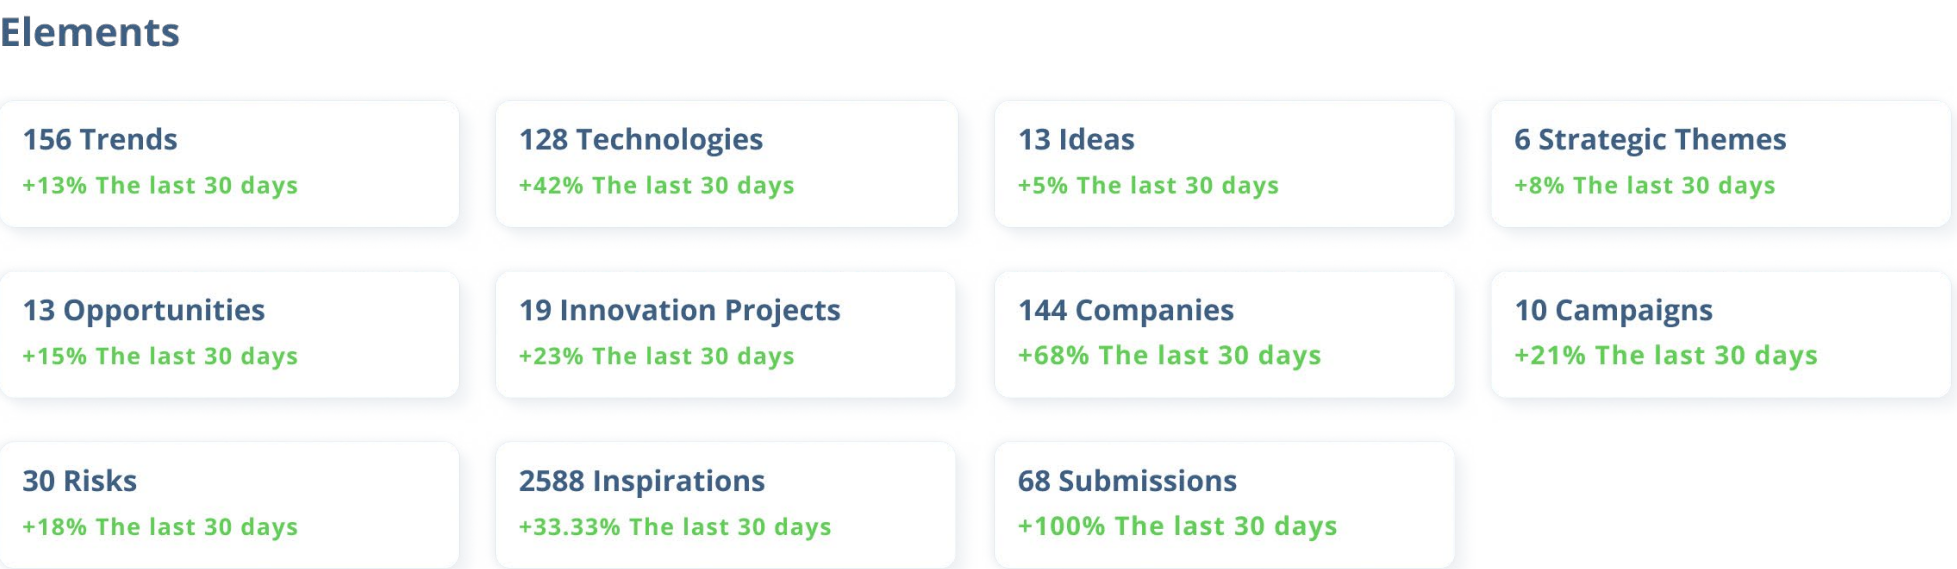 Elements
156 Trends
+13% The last 30 days
128 Technologies
+42% The last 30 days
13 Ideas
+5% The last 30 days
6 Strategic Themes
+8% The last 30 days
13 Opportunities
+15% The last 30 days
19 Innovation Projects
+23% The last 30 days
144 Companies
+68% The last 30 days
10 Campaigns
+21% The last 30 days
30 Risks
+18% The last 30 days
2588 Inspirations
+33.33% The last 30 days
68 Submissions
+100% The last 30 days